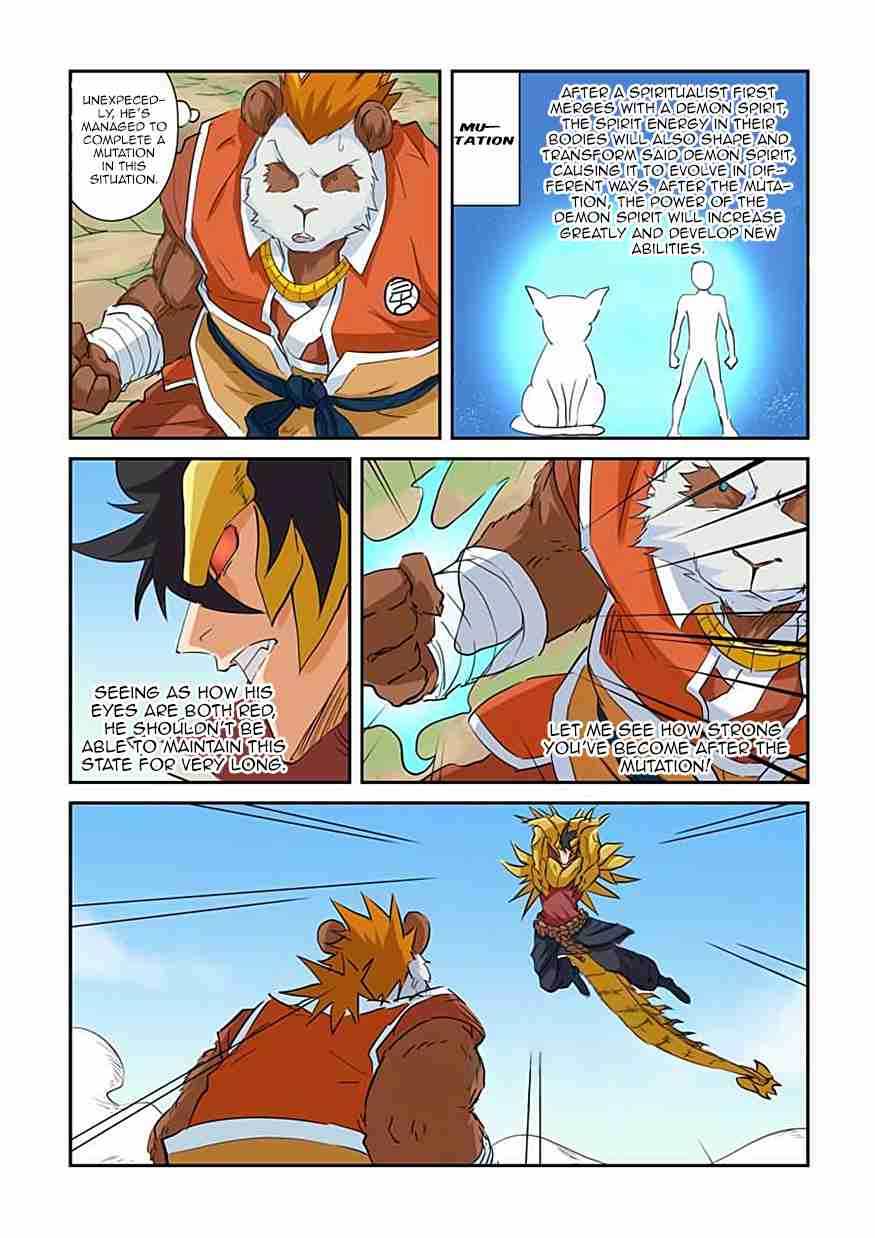 UNEXPECED-
LY, HE'S
MANAGED TO
COMPLETE A
MUTATION
IN THIS
SITUATION.
MU-
TATION
AFTER A SPIRITUALIST FIRST
MERGES WITH A DEMON SPIRIT,
THE SPIRIT ENERGY IN THEIR
BODIES WILL ALSO SHAPE AND
TRANSFORM SAID DEMON SPIRIT,
CAUSING IT TO EVOLVE IN DIF-
FERENT WAYS. AFTER THE MUTA-
TION, THE POWER OF THE
DEMON SPIRIT WILL INCREASE
GREATLY AND DEVELOP NEW
ABILITIES.
SEEING AS HOW HIS
EYES ARE BOTH RED,
HE SHOULDN'T BE
ABLE TO MAINTAIN THIS
STATE FOR VERY LONG.
LET ME SEE HOW STRONG
YOU'VE BECOME AFTER THE
MUTATION!